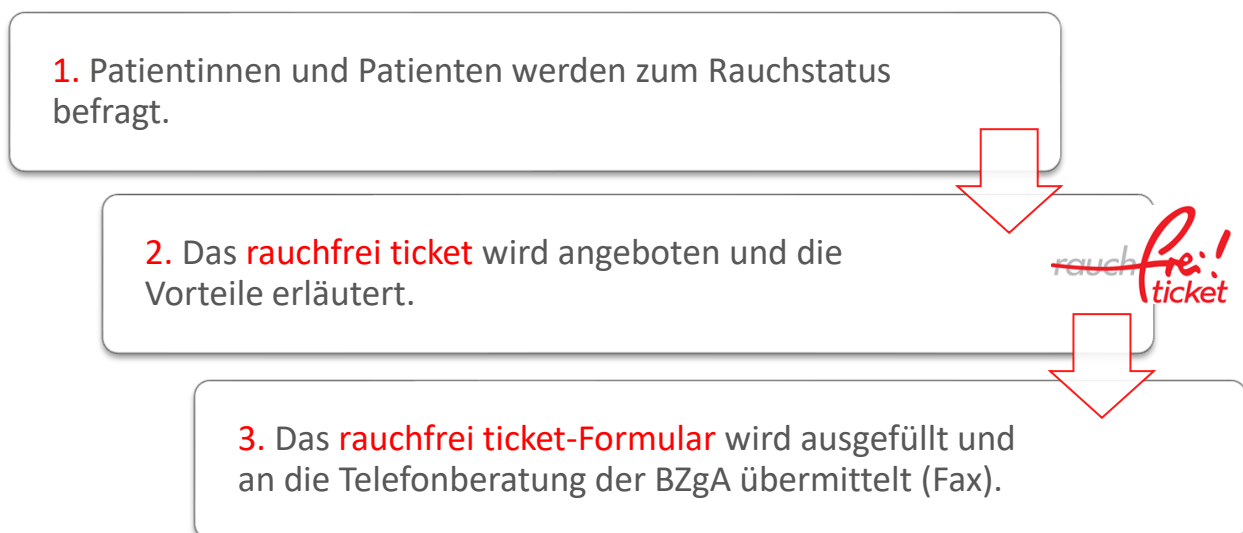 1. Patientinnen und Patienten werden zum Rauchstatus
befragt.
2. Das rauchfrei ticket wird angeboten und die
Vorteile erläutert.
rauchfrei!
ticket
3. Das rauchfrei ticket-Formular wird ausgefüllt und
an die Telefonberatung der BZgA übermittelt (Fax).